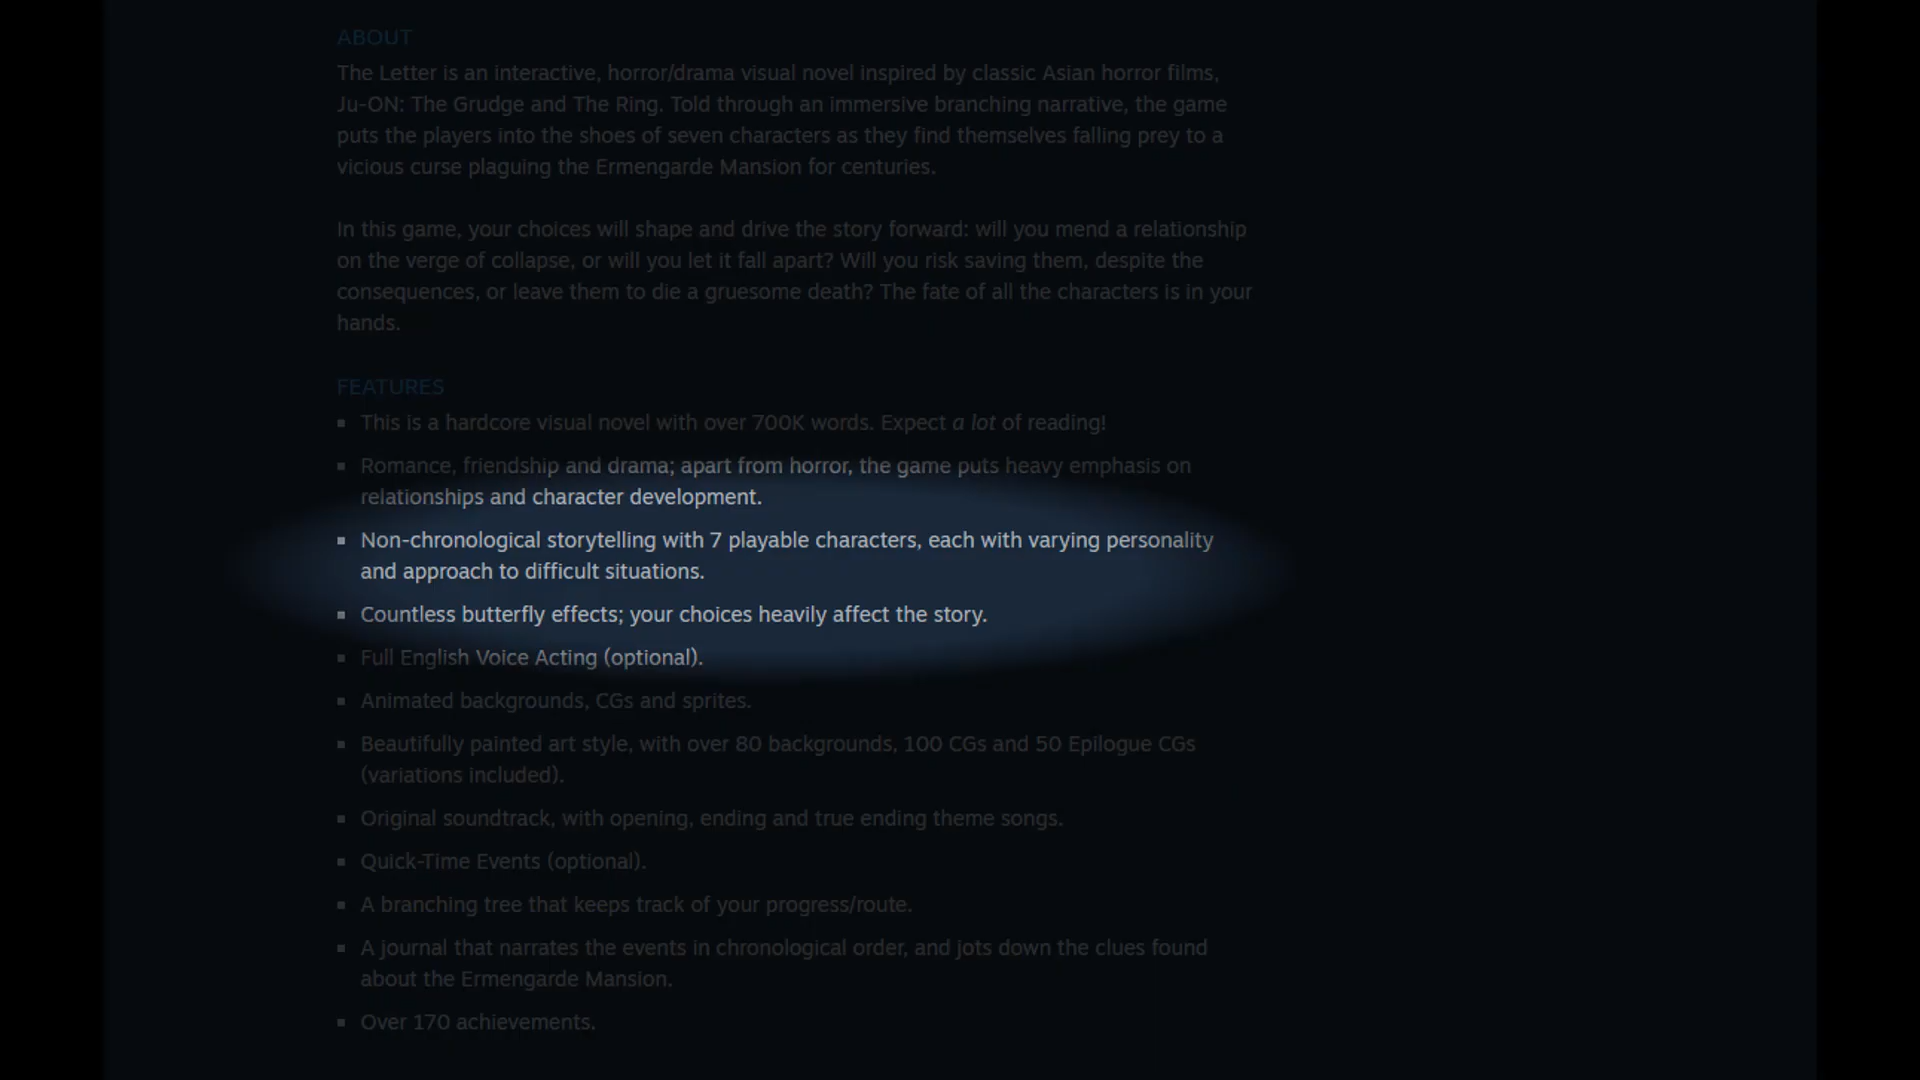 ABOUT
The Letter is an interactive, horror/drama visual novel inspired by classic Asian horror films,
Ju-ON: The Grudge and The Ring. Told through an immersive branching narrative, the game
puts the players into the shoes of seven characters as they find themselves falling prey to a
vicious curse plaguing the Ermengarde Mansion for centuries.
In this game, your choices will shape and drive the story forward: will you mend a relationship
on the verge of collapse, or will you let it fall apart? Will you risk saving them, despite the
consequences, or leave them to die a gruesome death? The fate of all the characters is in your
hands.
FEATURES
▪ This is a hardcore visual novel with over 700K words. Expect a lot of reading!
▪ Romance, friendship and drama; apart from horror, the game puts heavy emphasis on
relationships and character development.
▪ Non-chronological storytelling with 7 playable characters, each with varying personality
and approach to difficult situations.
▪ Countless butterfly effects; your choices heavily affect the story.
▪ Full English Voice Acting (optional).
▪ Animated backgrounds, CGs and sprites.
▪ Beautifully painted art style, with over 80 backgrounds, 100 CGs and 50 Epilogue CGs
(variations included).
▪ Original soundtrack, with opening, ending and true ending theme songs.
▪ Quick-Time Events (optional).
▪ A branching tree that keeps track of your progress/route.
▪ A journal that narrates the events in chronological order, and jots down the clues found
about the Ermengarde Mansion.
▪ Over 170 achievements.